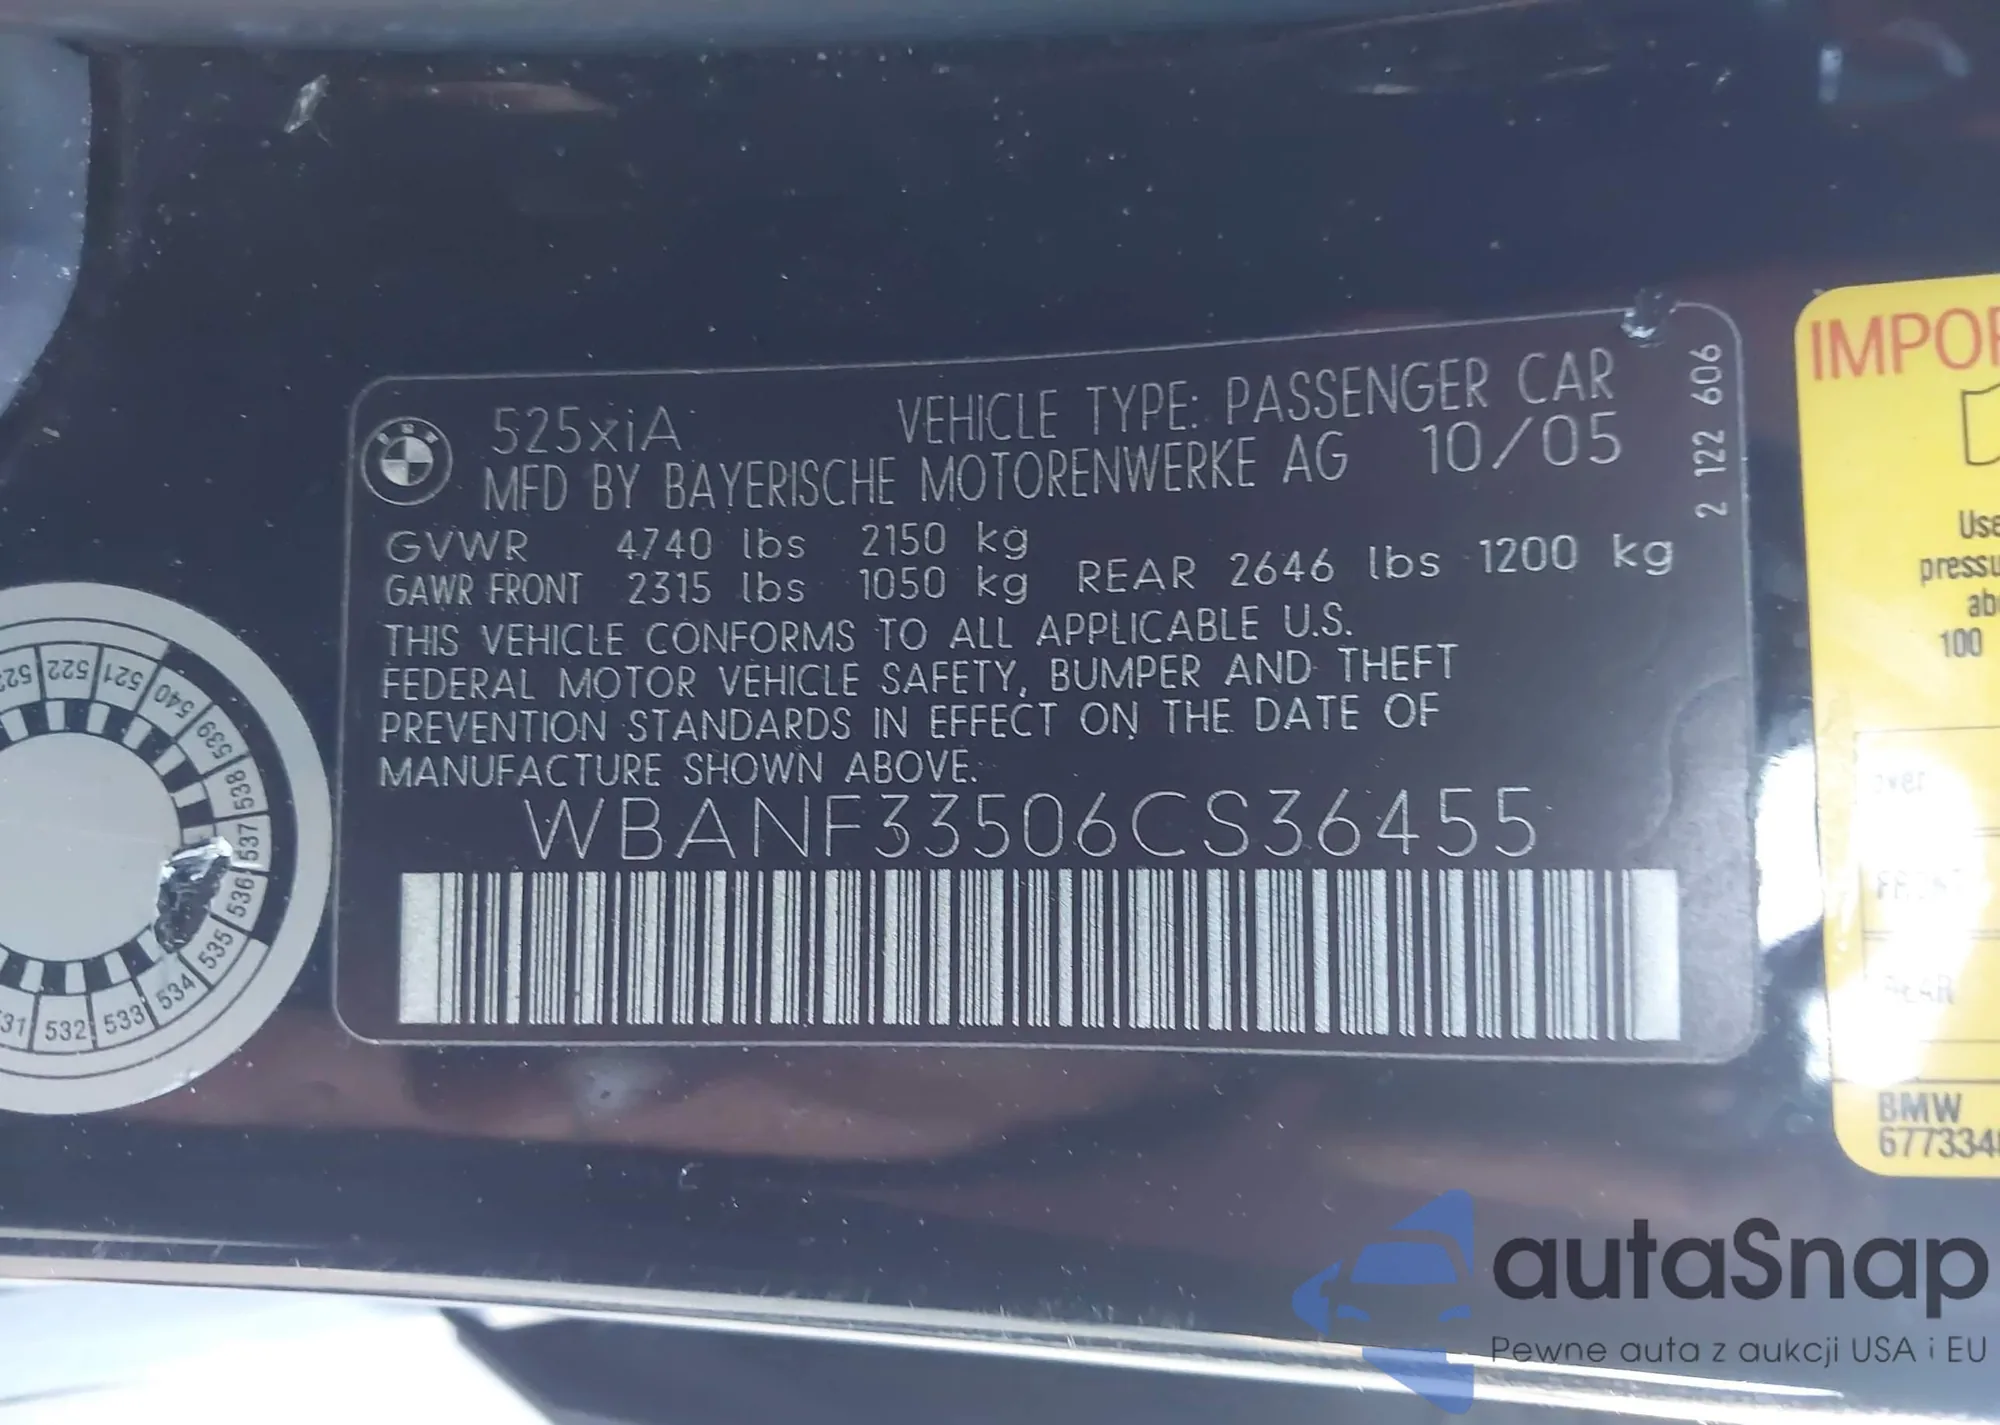 525xiA VEHICLE TYPE: PASSENGER CAR
MFD BY BAYERISCHE MOTORENWERKE AG 10/05
2 122 606
GVWR 4740 lbs 2150 kg
GAWR FRONT 2315 lbs 1050 kg REAR 2646 lbs 1200 kg
THIS VEHICLE CONFORMS TO ALL APPLICABLE U.S.
FEDERAL MOTOR VEHICLE SAFETY, BUMPER AND THEFT
PREVENTION STANDARDS IN EFFECT ON THE DATE OF
MANUFACTURE SHOWN ABOVE.
WBANF33506CS36455
522 521 540 539 538 537 536 535 534 533 532
Use
100
REAR
BMW
autaSnap
Pewne auta z aukcji USA i EU